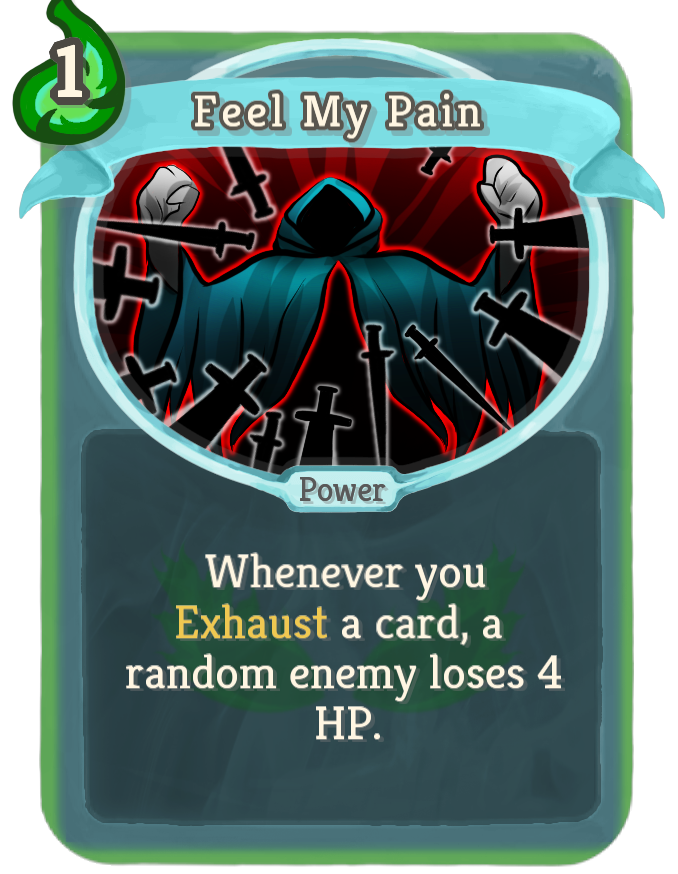 1
Feel My Pain
Power
Whenever you
Exhaust a card, a
random enemy loses 4
HP.